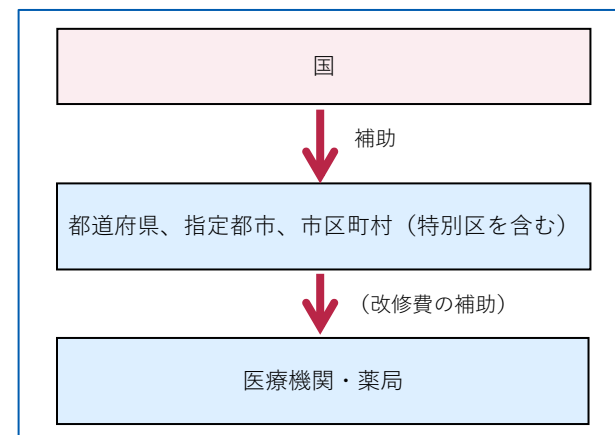 国
補助
都道府県、指定都市、市区町村（特別区を含む）
（改修費の補助）
医療機関・薬局